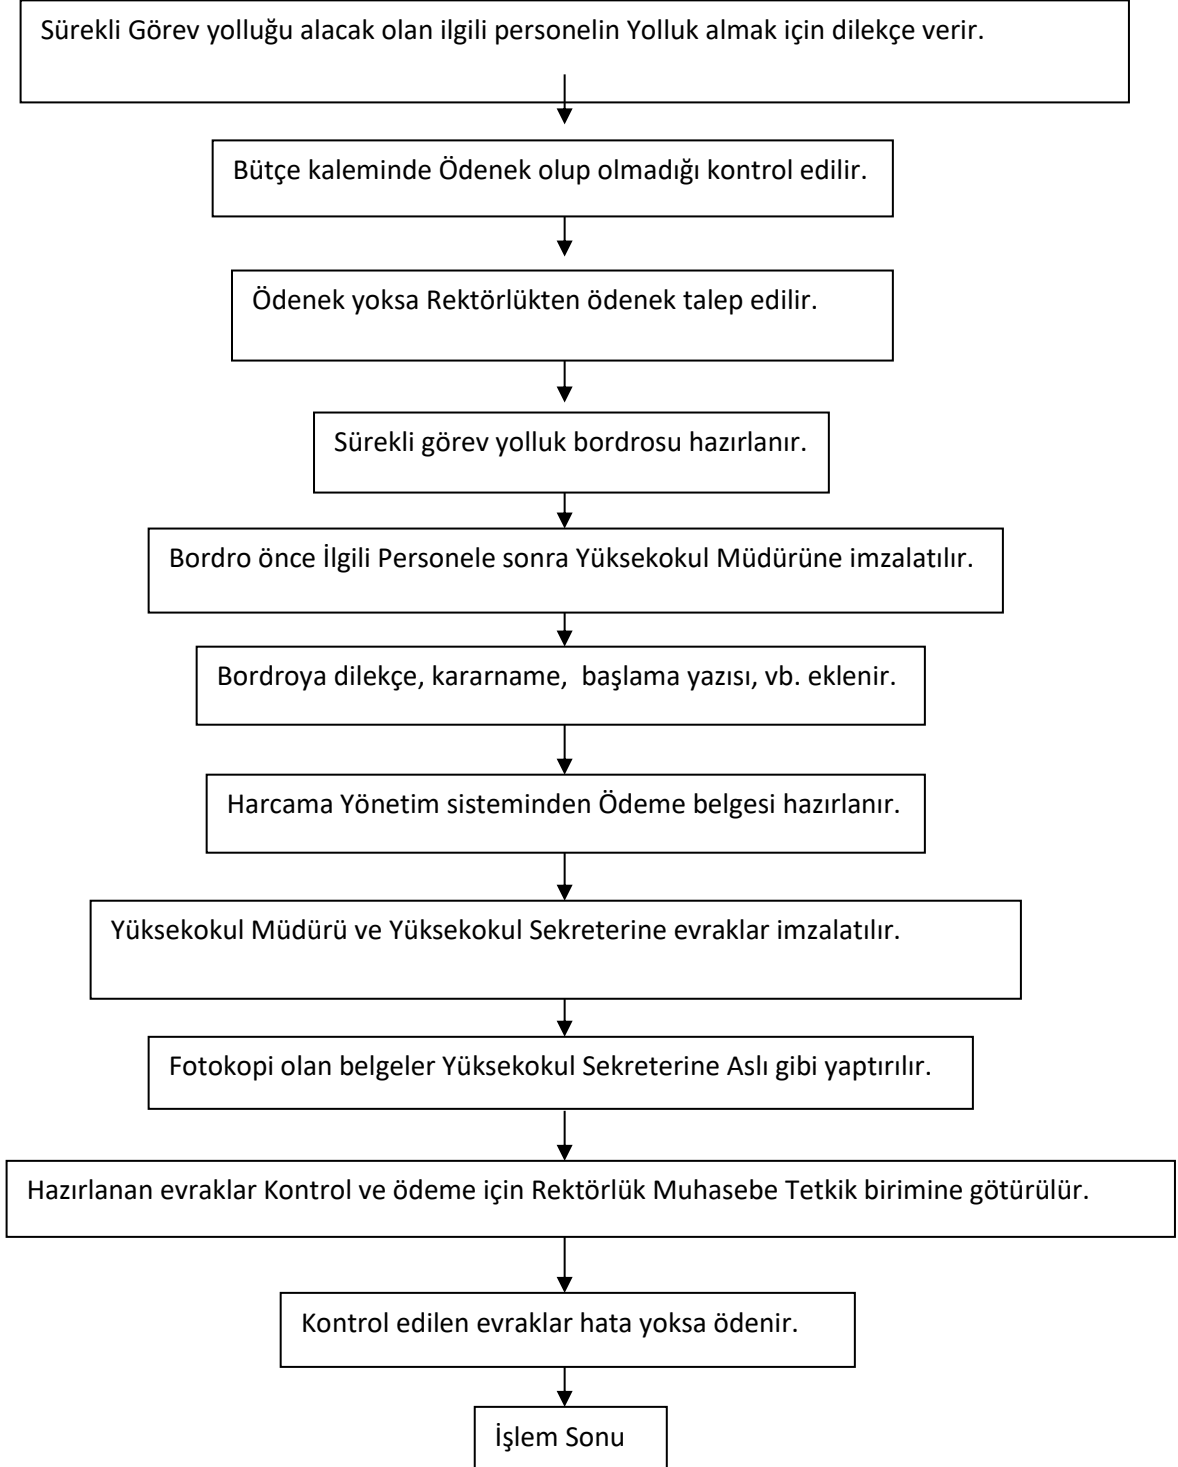 Sürekli Görev yolluğu alacak olan ilgili personelin Yolluk almak için dilekçe verir.
Bütçe kaleminde Ödenek olup olmadığı kontrol edilir.
Ödenek yoksa Rektörlükten ödenek talep edilir.
Sürekli görev yolluk bordrosu hazırlanır.
Bordro önce İlgili Personele sonra Yüksekokul Müdürüne imzalatılır.
Bordroya dilekçe, kararname,  başlama yazısı, vb. eklenir.
Harcama Yönetim sisteminden Ödeme belgesi hazırlanır.
Yüksekokul Müdürü ve Yüksekokul Sekreterine evraklar imzalatılır.
Fotokopi olan belgeler Yüksekokul Sekreterine Aslı gibi yaptırılır.
Hazırlanan evraklar Kontrol ve ödeme için Rektörlük Muhasebe Tetkik birimine götürülür.
Kontrol edilen evraklar hata yoksa ödenir.
İşlem Sonu